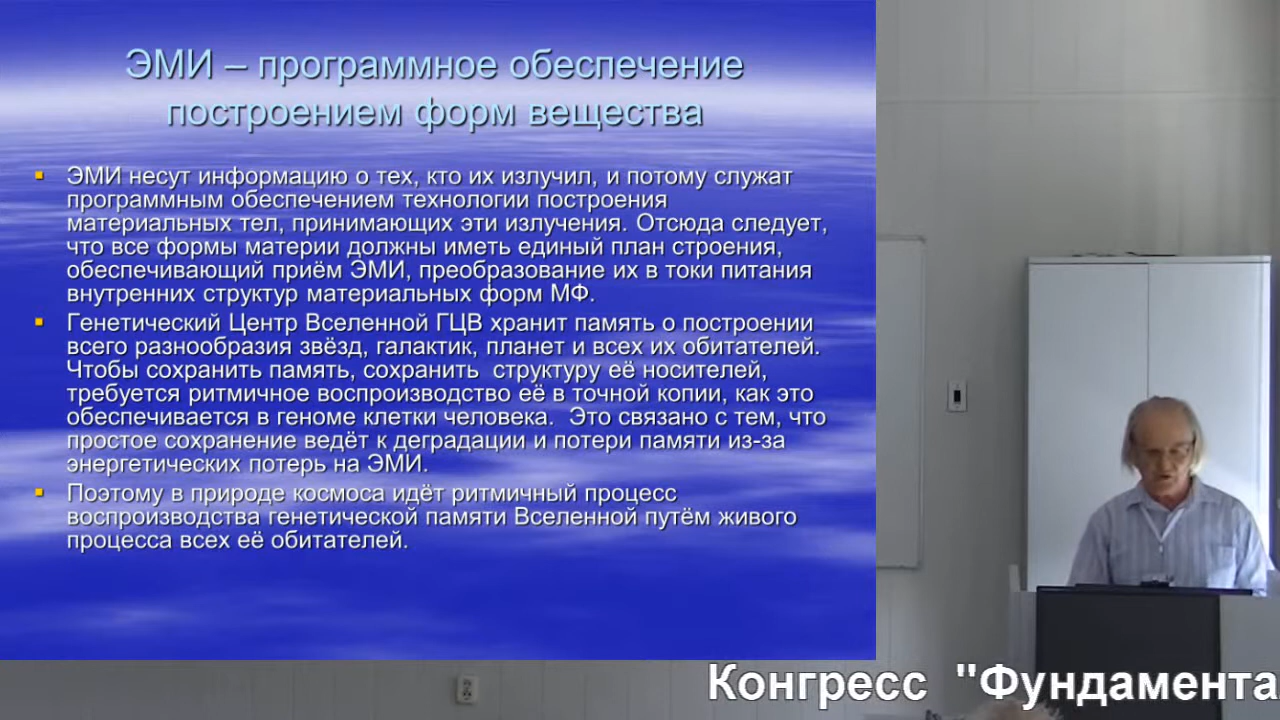 ЭМИ – программное обеспечение
построением форм вещества
ЭМИ несут информацию о тех, кто их излучил, и потому служат
программным обеспечением технологии построения
материальных тел, принимающих эти излучения. Отсюда следует,
что все формы материи должны иметь единый план строения,
обеспечивающий приём ЭМИ, преобразование их в токи питания
внутренних структур материальных форм МФ.
Генетический Центр Вселенной ГЦВ хранит память о построении
всего разнообразия звёзд, галактик, планет и всех их обитателей.
Чтобы сохранить память, сохранить структуру её носителей,
требуется ритмичное воспроизводство её в точной копии, как это
обеспечивается в геноме клетки человека. Это связано с тем, что
простое сохранение ведёт к деградации и потери памяти из-за
энергетических потерь на ЭМИ.
Поэтому в природе космоса идёт ритмичный процесс
воспроизводства генетической памяти Вселенной путём живого
процесса всех её обитателей.
Конгресс "Фундамента